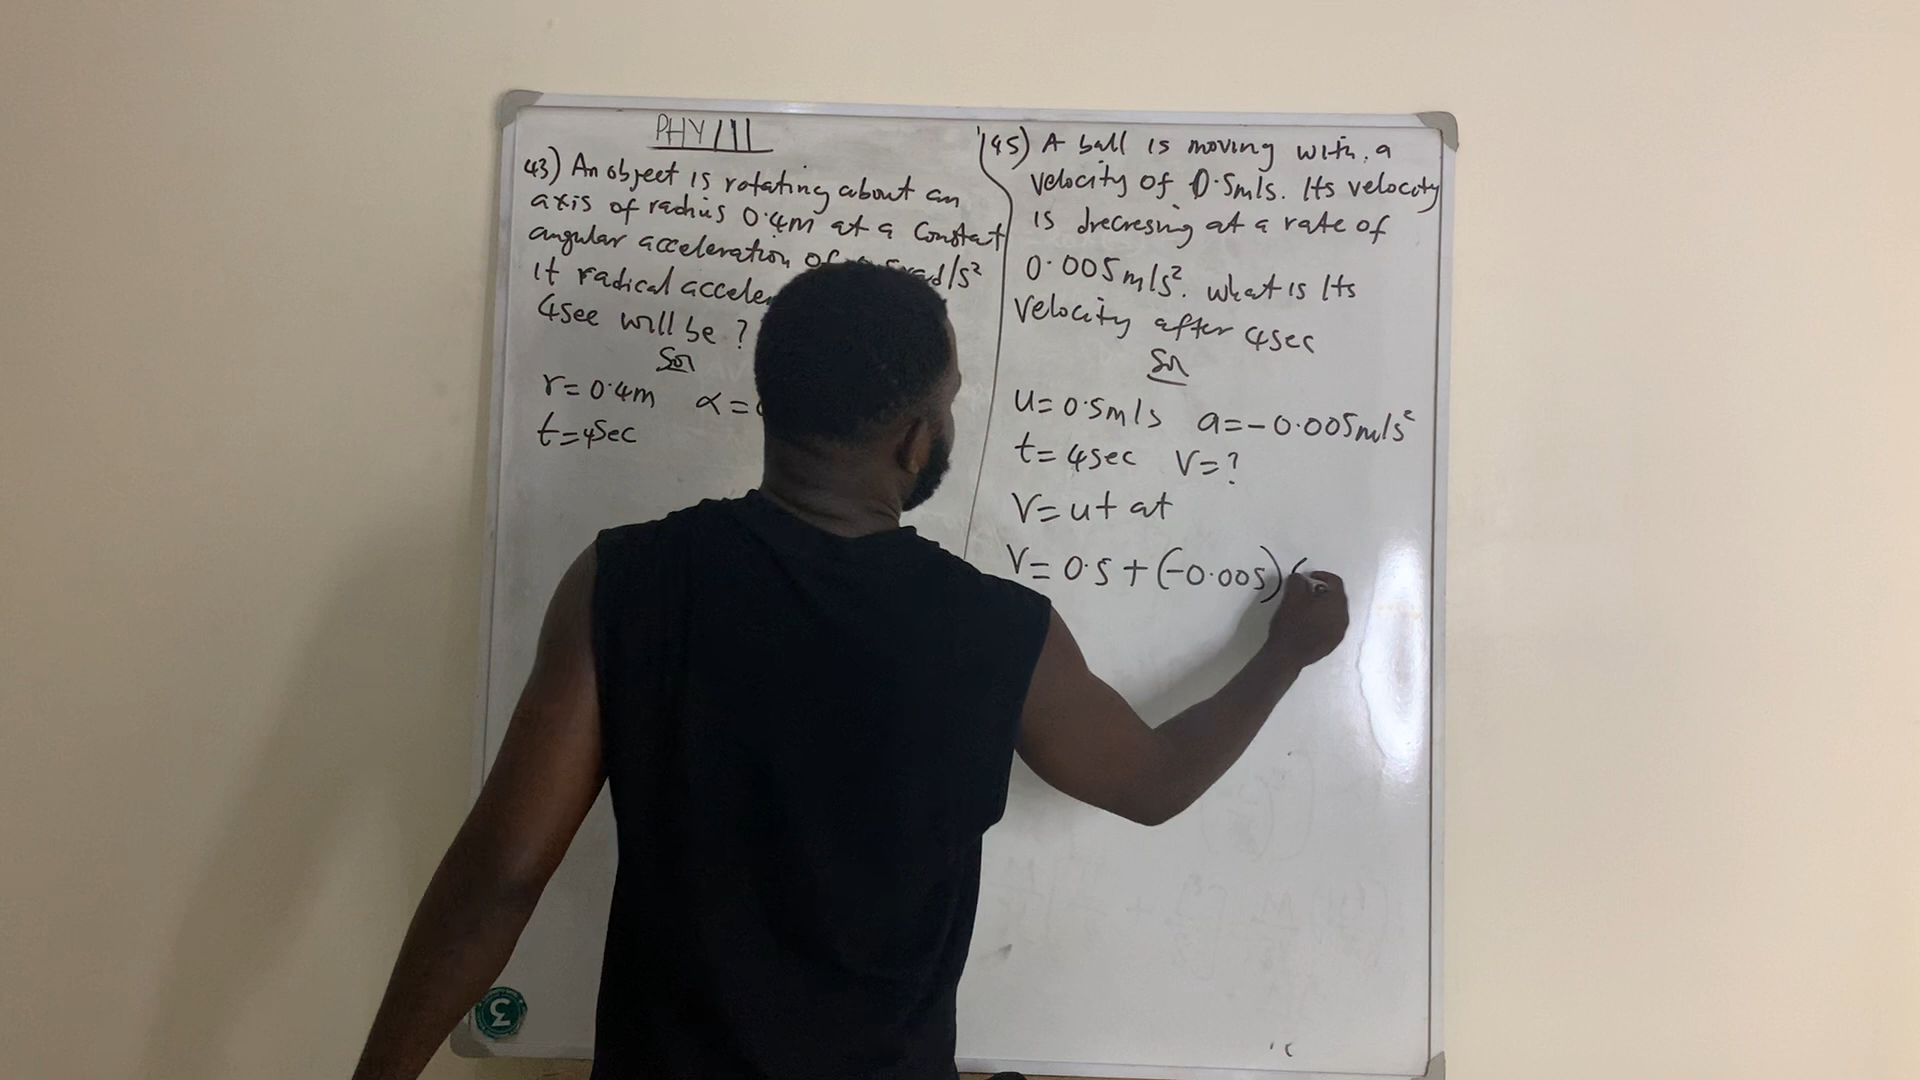 PHY 111
43) An object is rotating about an
axis of radius 0.4m at a Constat
angular acceleration of rad/s²
it radical
4see will be ?
Sol
r= 0.4m α=
t=4Sec
45) A ball is moving with a
velocity of 0.5m/s. Its velocity
is drecresing at a rate of
0.005m/s². what is Its
Velocity after 4sec
Sol
u= 0.5m/s a=-0.005m/s²
t= 4sec V=?
V= u+ at
V= 0.5 + (-0.005) (